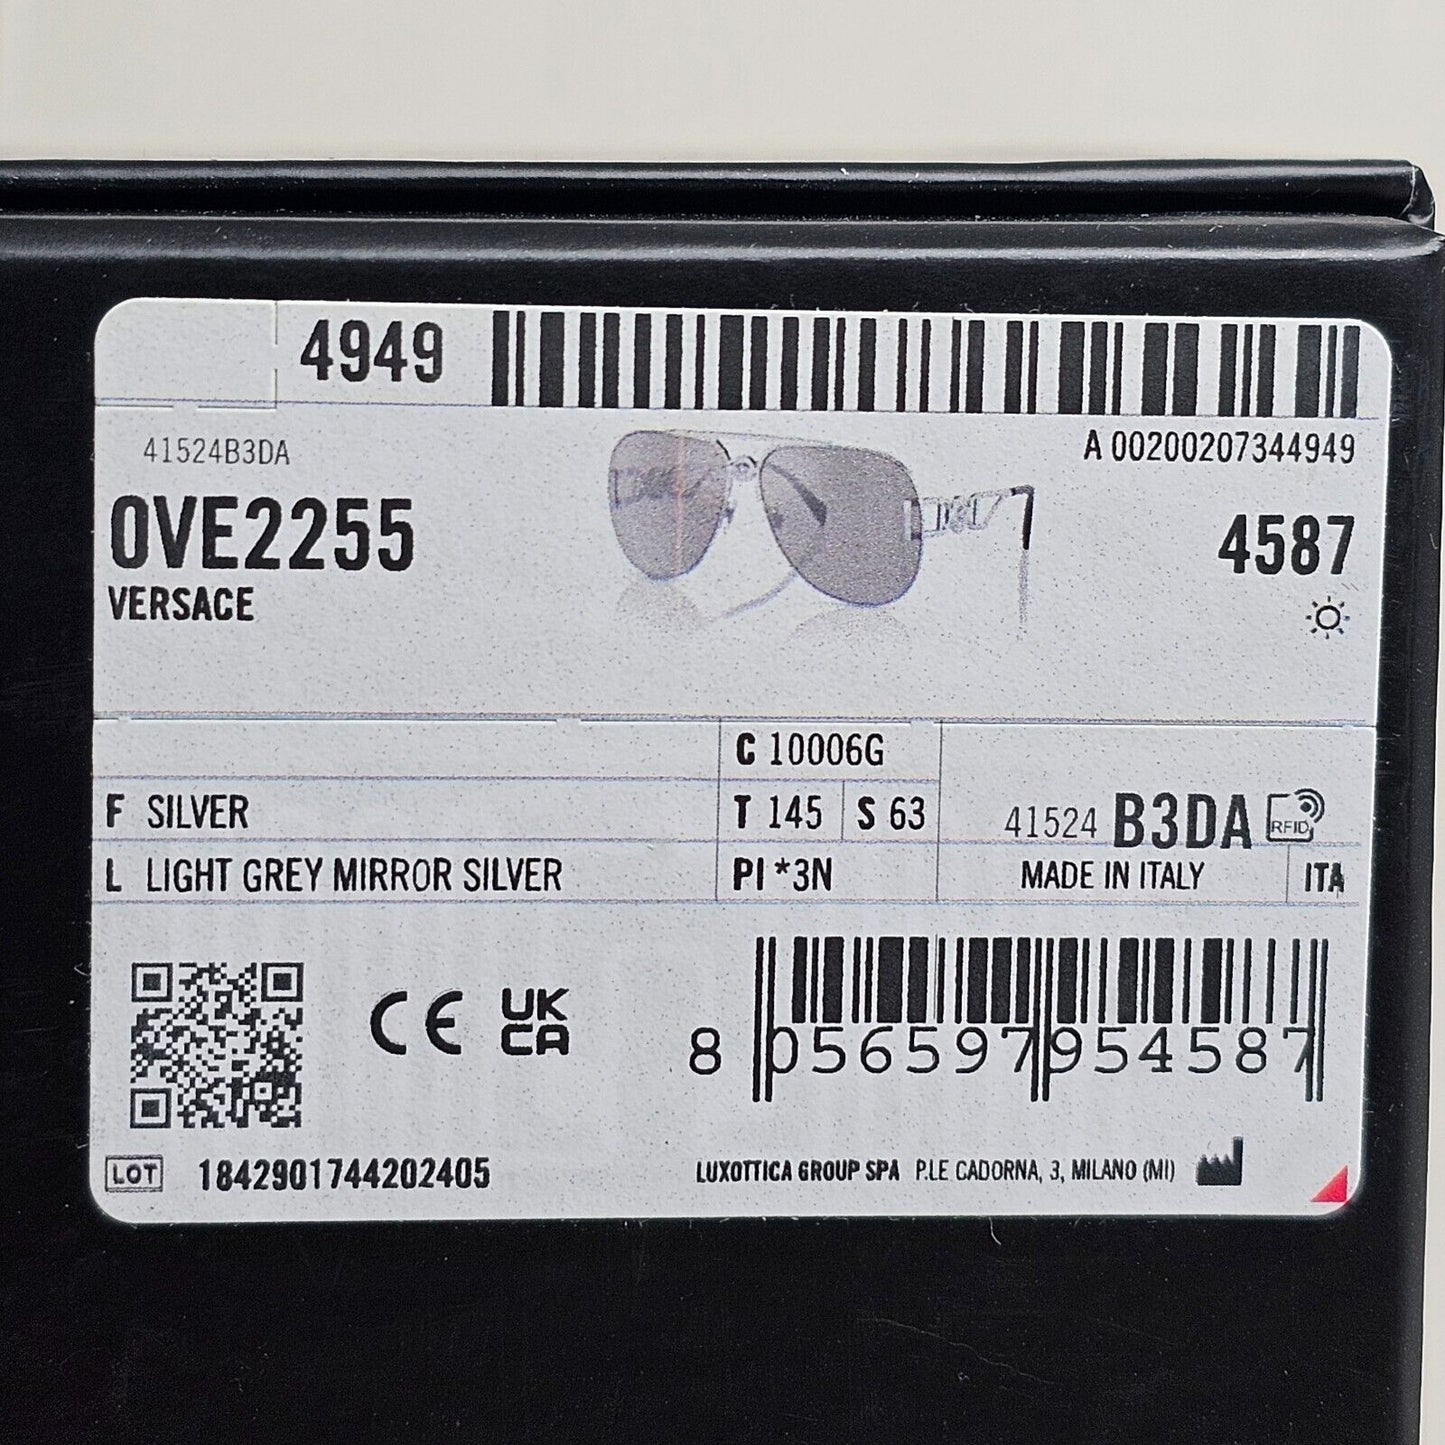 4949
41524B3DA
A 00200207344949
0VE2255
4587
VERSACE
C 10006G
F SILVER
T 145 S 63
41524 B3DA RFID
L LIGHT GREY MIRROR SILVER
PI *3N
MADE IN ITALY ITA
CE UK CA
8 056597 954587
LOT 1842901744202405
LUXOTTICA GROUP SPA P.LE CADORNA, 3, MILANO (MI)